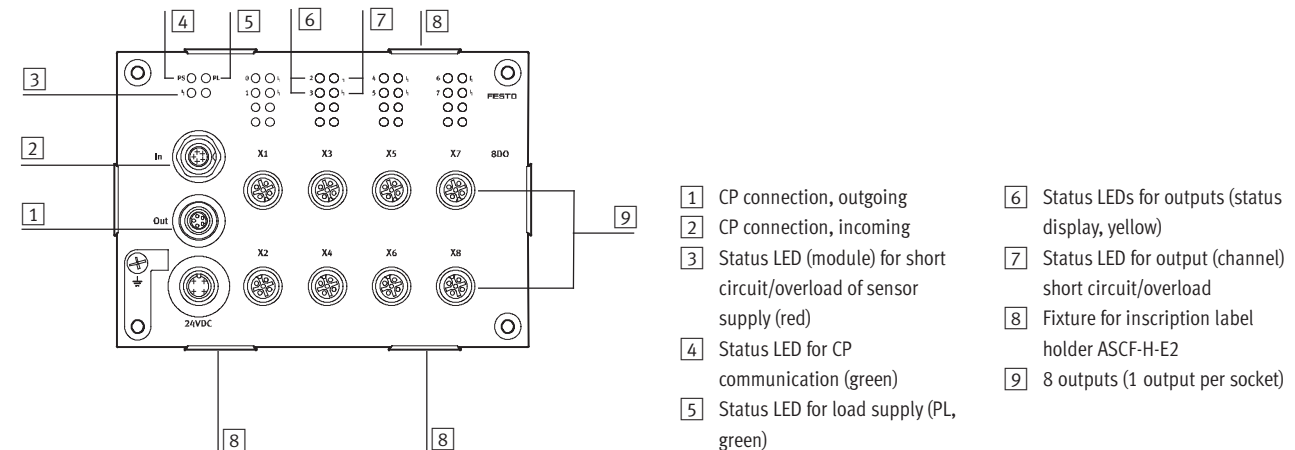 4 5 6 7 8
3
PS PL 0 2 4 6
1 3 5 7
FESTO
2
In X1 X3 X5 X7 8DO
1
Out
9
X2 X4 X6 X8
24VDC
8 8
1 CP connection, outgoing
2 CP connection, incoming
3 Status LED (module) for short
circuit/overload of sensor
supply (red)
4 Status LED for CP
communication (green)
5 Status LED for load supply (PL,
green)
6 Status LEDs for outputs (status
display, yellow)
7 Status LED for output (channel)
short circuit/overload
8 Fixture for inscription label
holder ASCF-H-E2
9 8 outputs (1 output per socket)